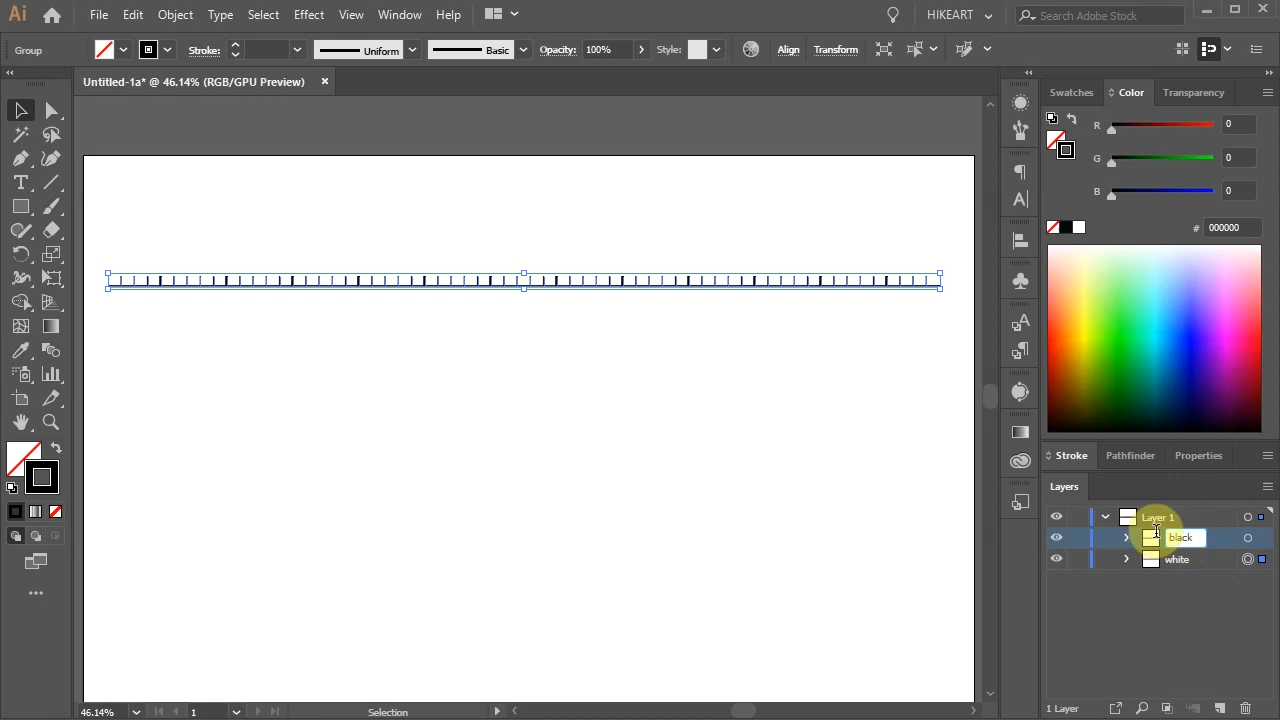 Ai File Edit Object Type Select Effect View Window Help HIKEART Search Adobe Stock
Group Stroke: Uniform Basic Opacity: 100% Style: Align Transform
Untitled-1a* @ 46.14% (RGB/GPU Preview) ×
Swatches Color Transparency
R 0
G 0
B 0
# 000000
Stroke Pathfinder Properties
Layers
Layer 1
black
white
46.14% 1 Selection 1 Layer